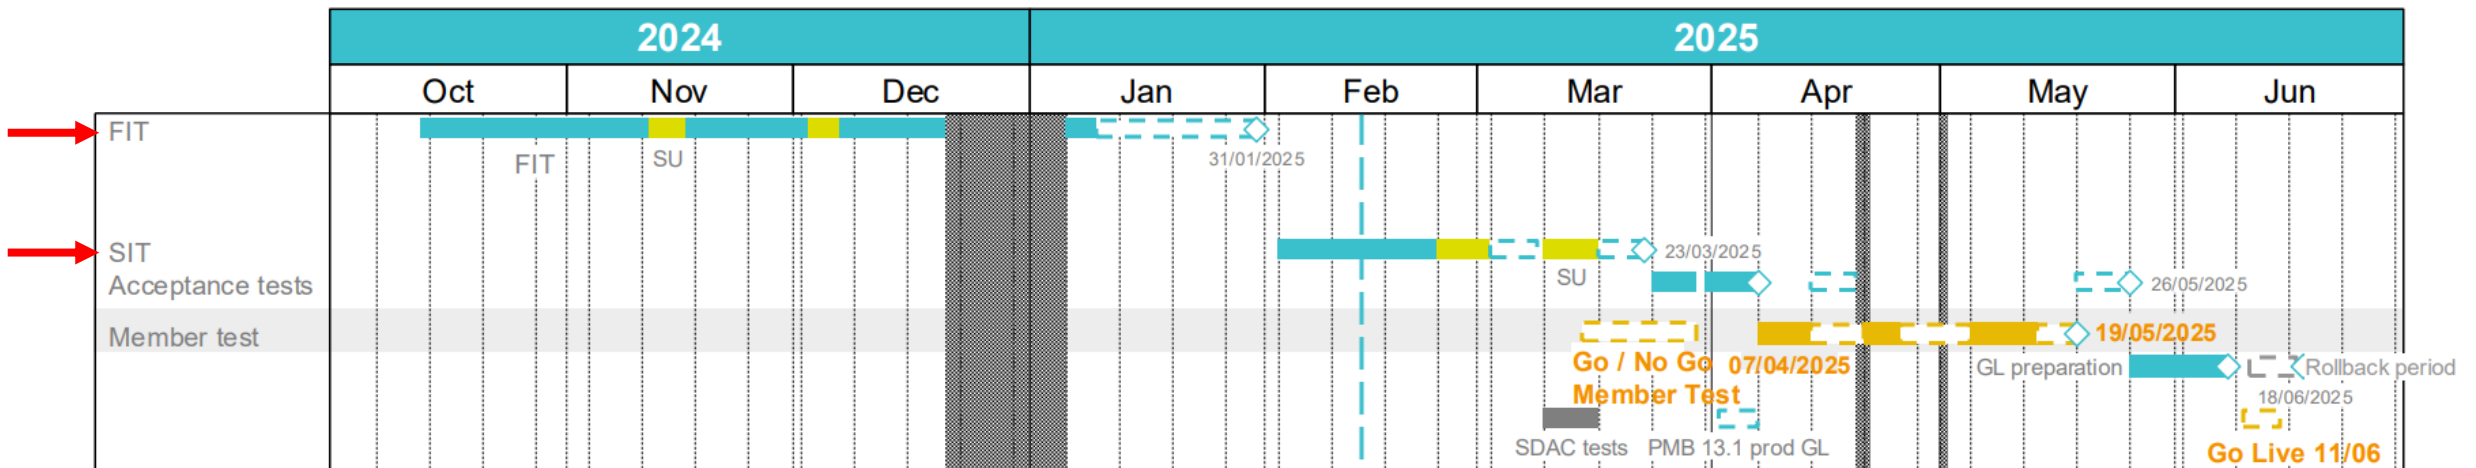 2024 2025
Oct Nov Dec Jan Feb Mar Apr May Jun
FIT
FIT SU 31/01/2025
SIT 23/03/2025
SU
Acceptance tests 26/05/2025
Member test 19/05/2025
Go / No Go 07/04/2025 GL preparation Rollback period
Member Test 18/06/2025
SDAC tests PMB 13.1 prod GL Go Live 11/06